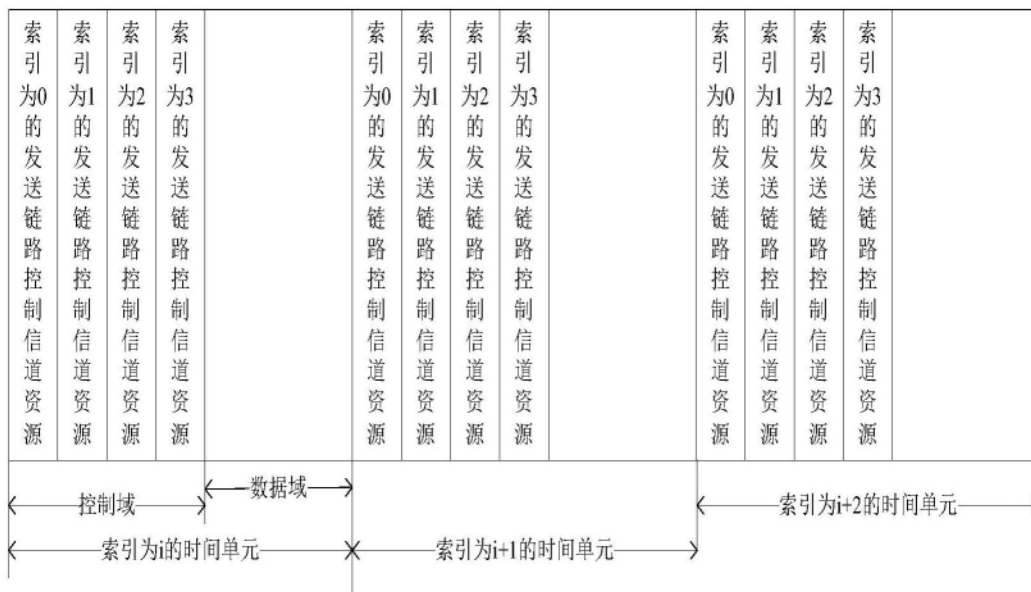 索引为0的发送链路控制信道资源
索引为1的发送链路控制信道资源
索引为2的发送链路控制信道资源
索引为3的发送链路控制信道资源
索引为0的发送链路控制信道资源
索引为1的发送链路控制信道资源
索引为2的发送链路控制信道资源
索引为3的发送链路控制信道资源
索引为0的发送链路控制信道资源
索引为1的发送链路控制信道资源
索引为2的发送链路控制信道资源
索引为3的发送链路控制信道资源
控制域
数据域
索引为i+2的时间单元
索引为i的时间单元
索引为i+1的时间单元